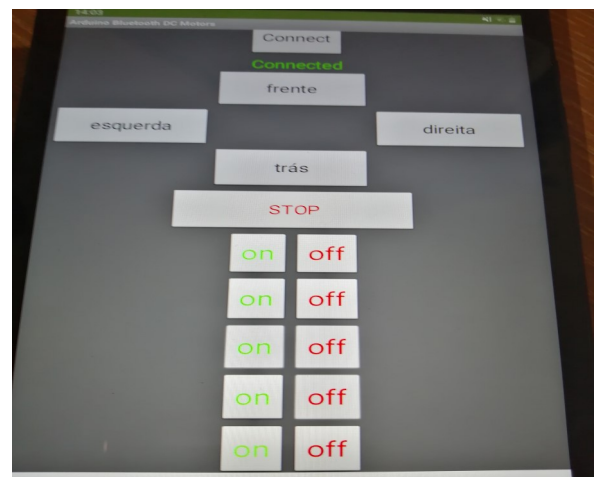 14:03
Arduino Bluetooth DC Motors
Connect
Connected
frente
esquerda direita
trás
STOP
on off
on off
on off
on off
on off